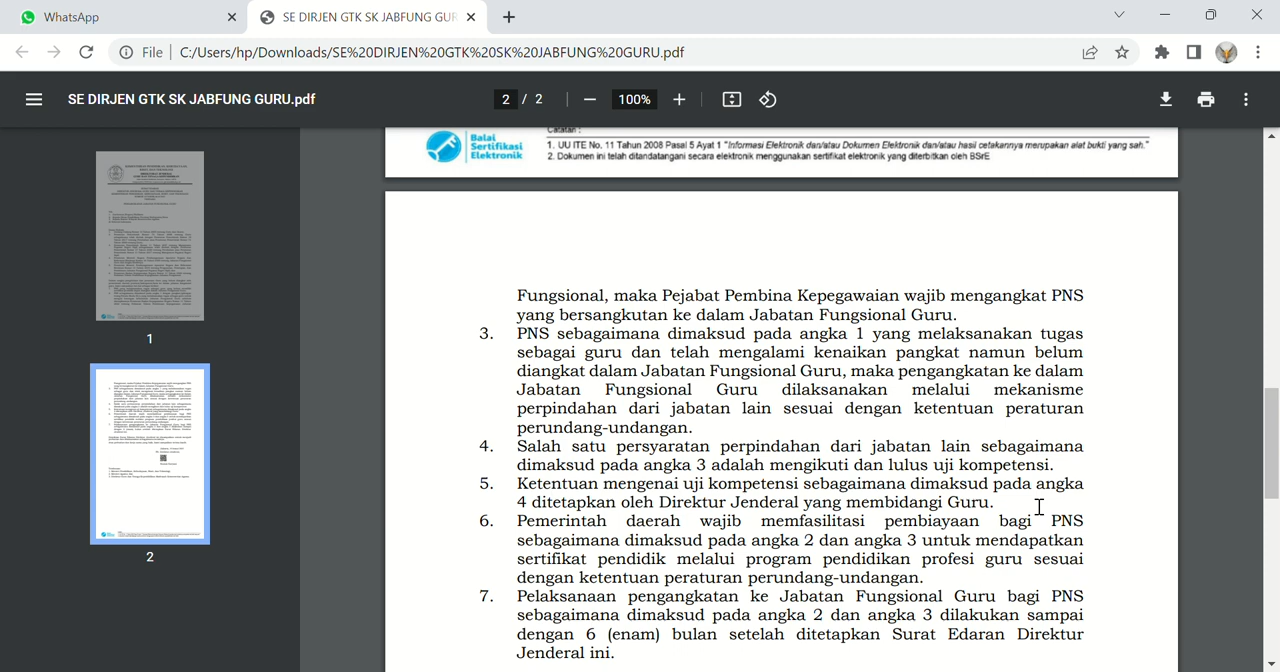 WhatsApp
SE DIRJEN GTK SK JABFUNG GUR
File
C:/Users/hp/Downloads/SE%20DIRJEN%20GTK%20SK%20JABFUNG%20GURU.pdf
SE DIRJEN GTK SK JABFUNG GURU.pdf
2 / 2
100%
1
2
Balai
Sertifikasi
Elektronik
Catatan :
1. UU ITE No. 11 Tahun 2008 Pasal 5 Ayat 1 "Informasi Elektronik dan/atau Dokumen Elektronik dan/atau hasil cetakannya merupakan alat bukti yang sah."
2. Dokumen ini telah ditandatangani secara elektronik menggunakan sertifikat elektronik yang diterbitkan oleh BSrE
Fungsional, maka Pejabat Pembina Kepegawaian wajib mengangkat PNS
yang bersangkutan ke dalam Jabatan Fungsional Guru.
3. PNS sebagaimana dimaksud pada angka 1 yang melaksanakan tugas
sebagai guru dan telah mengalami kenaikan pangkat namun belum
diangkat dalam Jabatan Fungsional Guru, maka pengangkatan ke dalam
Jabatan Fungsional Guru dilakukan melalui mekanisme
perpindahan dari jabatan lain sesuai dengan ketentuan peraturan
perundang-undangan.
4. Salah satu persyaratan perpindahan dari jabatan lain sebagaimana
dimaksud pada angka 3 adalah mengikuti dan lulus uji kompetensi.
5. Ketentuan mengenai uji kompetensi sebagaimana dimaksud pada angka
4 ditetapkan oleh Direktur Jenderal yang membidangi Guru.
6. Pemerintah daerah wajib memfasilitasi pembiayaan bagi PNS
sebagaimana dimaksud pada angka 2 dan angka 3 untuk mendapatkan
sertifikat pendidik melalui program pendidikan profesi guru sesuai
dengan ketentuan peraturan perundang-undangan.
7. Pelaksanaan pengangkatan ke Jabatan Fungsional Guru bagi PNS
sebagaimana dimaksud pada angka 2 dan angka 3 dilakukan sampai
dengan 6 (enam) bulan setelah ditetapkan Surat Edaran Direktur
Jenderal ini.